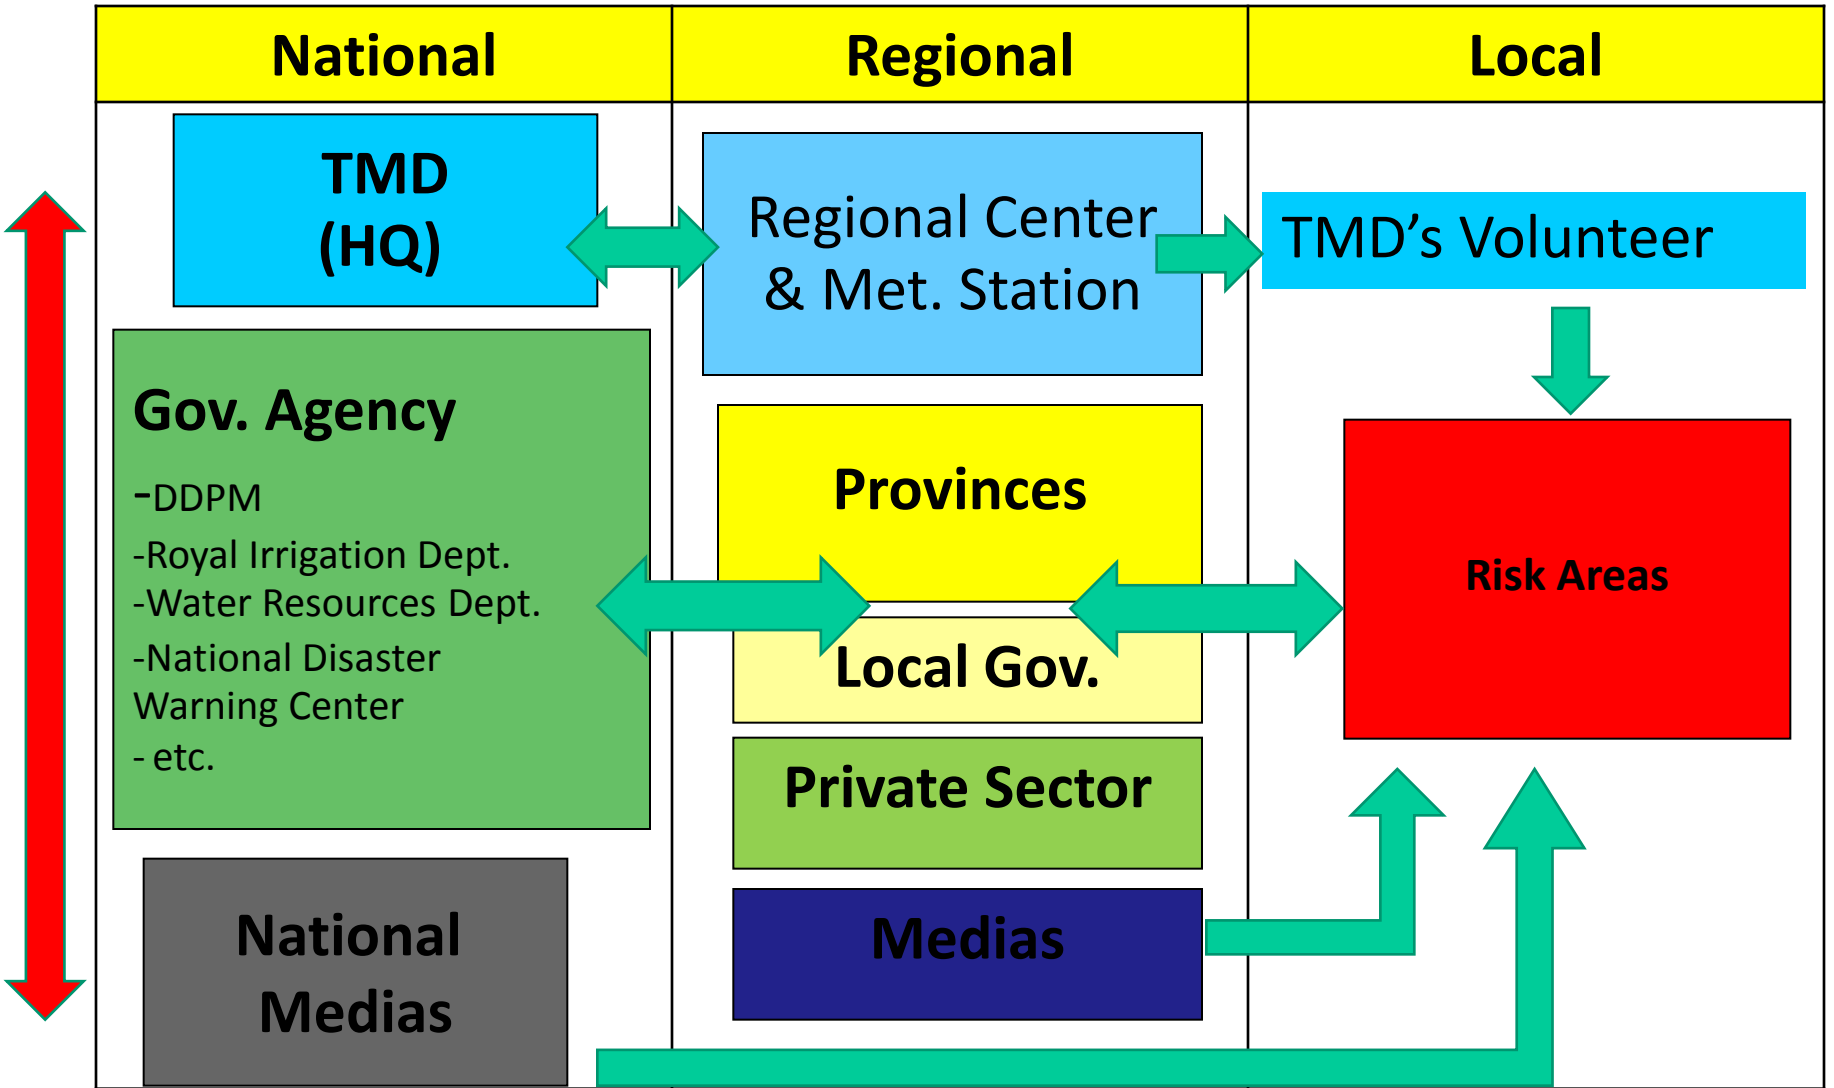 National
Regional
Local
TMD
(HQ)
Regional Center
& Met. Station
TMD’s Volunteer
Gov. Agency
-DDPM
-Royal Irrigation Dept.
-Water Resources Dept.
-National Disaster
Warning Center
- etc.
Provinces
Local Gov.
Private Sector
Medias
Risk Areas
National
Medias